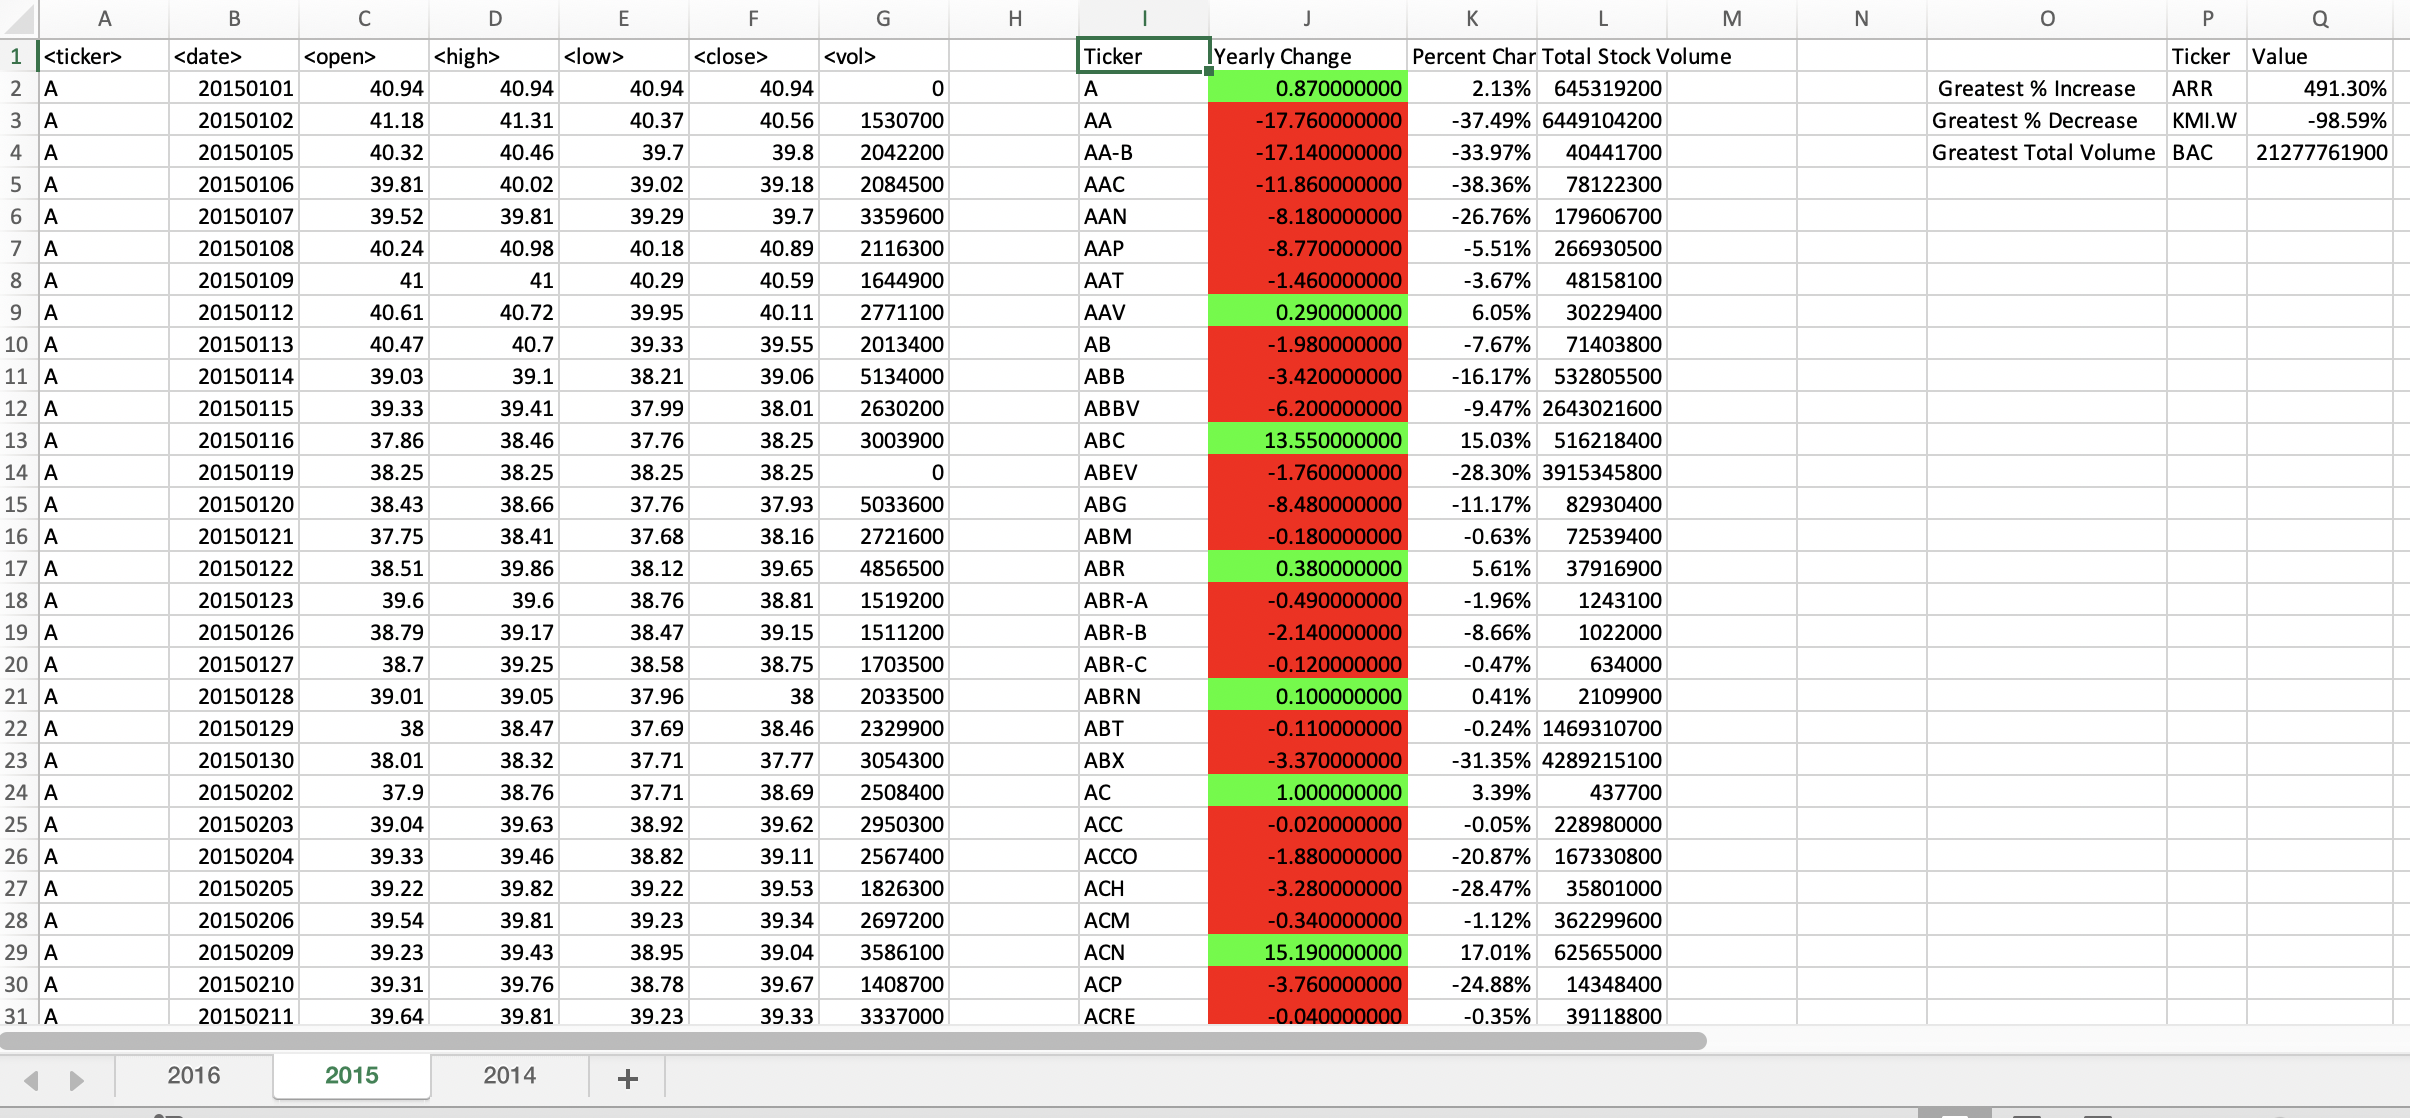 A B C D E F G H I J K L M N O P Q
1 <ticker> <date> <open> <high> <low> <close> <vol> Ticker Yearly Change Percent Char Total Stock Volume Ticker Value
2 A 20150101 40.94 40.94 40.94 40.94 0 A 0.870000000 2.13% 645319200 Greatest % Increase ARR 491.30%
3 A 20150102 41.18 41.31 40.37 40.56 1530700 AA -17.760000000 -37.49% 6449104200 Greatest % Decrease KMI.W -98.59%
4 A 20150105 40.32 40.46 39.7 39.8 2042200 AA-B -17.140000000 -33.97% 40441700 Greatest Total Volume BAC 21277761900
5 A 20150106 39.81 40.02 39.02 39.18 2084500 AAC -11.860000000 -38.36% 78122300
6 A 20150107 39.52 39.81 39.29 39.7 3359600 AAN -8.180000000 -26.76% 179606700
7 A 20150108 40.24 40.98 40.18 40.89 2116300 AAP -8.770000000 -5.51% 266930500
8 A 20150109 41 41 40.29 40.59 1644900 AAT -1.460000000 -3.67% 48158100
9 A 20150112 40.61 40.72 39.95 40.11 2771100 AAV 0.290000000 6.05% 30229400
10 A 20150113 40.47 40.7 39.33 39.55 2013400 AB -1.980000000 -7.67% 71403800
11 A 20150114 39.03 39.1 38.21 39.06 5134000 ABB -3.420000000 -16.17% 532805500
12 A 20150115 39.33 39.41 37.99 38.01 2630200 ABBV -6.200000000 -9.47% 2643021600
13 A 20150116 37.86 38.46 37.76 38.25 3003900 ABC 13.550000000 15.03% 516218400
14 A 20150119 38.25 38.25 38.25 38.25 0 ABEV -1.760000000 -28.30% 3915345800
15 A 20150120 38.43 38.66 37.76 37.93 5033600 ABG -8.480000000 -11.17% 82930400
16 A 20150121 37.75 38.41 37.68 38.16 2721600 ABM -0.180000000 -0.63% 72539400
17 A 20150122 38.51 39.86 38.12 39.65 4856500 ABR 0.380000000 5.61% 37916900
18 A 20150123 39.6 39.6 38.76 38.81 1519200 ABR-A -0.490000000 -1.96% 1243100
19 A 20150126 38.79 39.17 38.47 39.15 1511200 ABR-B -2.140000000 -8.66% 1022000
20 A 20150127 38.7 39.25 38.58 38.75 1703500 ABR-C -0.120000000 -0.47% 634000
21 A 20150128 39.01 39.05 37.96 38 2033500 ABRN 0.100000000 0.41% 2109900
22 A 20150129 38 38.47 37.69 38.46 2329900 ABT -0.110000000 -0.24% 1469310700
23 A 20150130 38.01 38.32 37.71 37.77 3054300 ABX -3.370000000 -31.35% 4289215100
24 A 20150202 37.9 38.76 37.71 38.69 2508400 AC 1.000000000 3.39% 437700
25 A 20150203 39.04 39.63 38.92 39.62 2950300 ACC -0.020000000 -0.05% 228980000
26 A 20150204 39.33 39.46 38.82 39.11 2567400 ACCO -1.880000000 -20.87% 167330800
27 A 20150205 39.22 39.82 39.22 39.53 1826300 ACH -3.280000000 -28.47% 35801000
28 A 20150206 39.54 39.81 39.23 39.34 2697200 ACM -0.340000000 -1.12% 362299600
29 A 20150209 39.23 39.43 38.95 39.04 3586100 ACN 15.190000000 17.01% 625655000
30 A 20150210 39.31 39.76 38.78 39.67 1408700 ACP -3.760000000 -24.88% 14348400
31 A 20150211 39.64 39.81 39.23 39.33 3337000 ACRE -0.040000000 -0.35% 39118800
2016 2015 2014 +